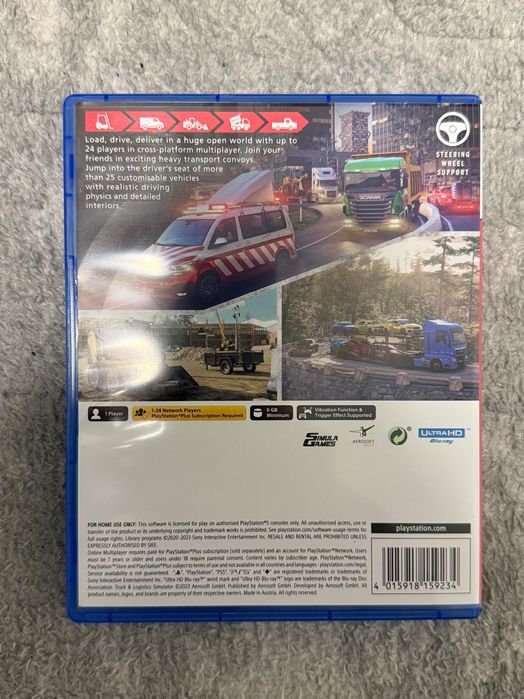 Load, drive, deliver in a huge open world with up to
24 players in cross-platform multiplayer. Join your
friends in exciting heavy transport convoys.
Jump into the driver's seat of more
than 25 customisable vehicles
with realistic driving
physics and detailed
interiors.
STEERING
WHEEL
SUPPORT
SCANIA
1 Player
1-24 Network Players
PlayStation®Plus Subscription Required
6 GB
Minimum
Vibration Function &
Trigger Effect Supported
SIMULA
GAMES
AEROSOFT
ULTRA HD
Blu-ray
FOR HOME USE ONLY: This software is licensed for play on authorised PlayStation®5 consoles only. All unauthorised access, use or
transfer of the product or its underlying copyright and trademark works is prohibited. See playstation.com/software-usage-terms for
full usage rights. Library programs ©2020-2023 Sony Interactive Entertainment Inc. RESALE AND RENTAL ARE PROHIBITED UNLESS
EXPRESSLY AUTHORISED BY SIEE.
Online Multiplayer requires paid-for PlayStation®Plus subscription (sold separately) and an account for PlayStation™Network. Users
must be 7 years or older and users under 18 require parental consent. Content varies by subscriber age. PlayStation™Network,
PlayStation™Store and PlayStation®Plus subject to terms of use and not available in all countries and languages - playstation.com/legal.
Service availability is not guaranteed. "PlayStation", "PS5", are registered trademarks or trademarks of
Sony Interactive Entertainment Inc. "Ultra HD Blu-ray™" word mark and "Ultra HD Blu-ray™" logo are trademarks of the Blu-ray Disc
Association. Truck & Logistics Simulator ©2023 Aerosoft GmbH. Published by Aerosoft GmbH. Developed by Aerosoft GmbH. All
product names, logos, and brands are property of their respective owners. Made in Austria. All rights reserved.
playstation.com
4 015918 159234